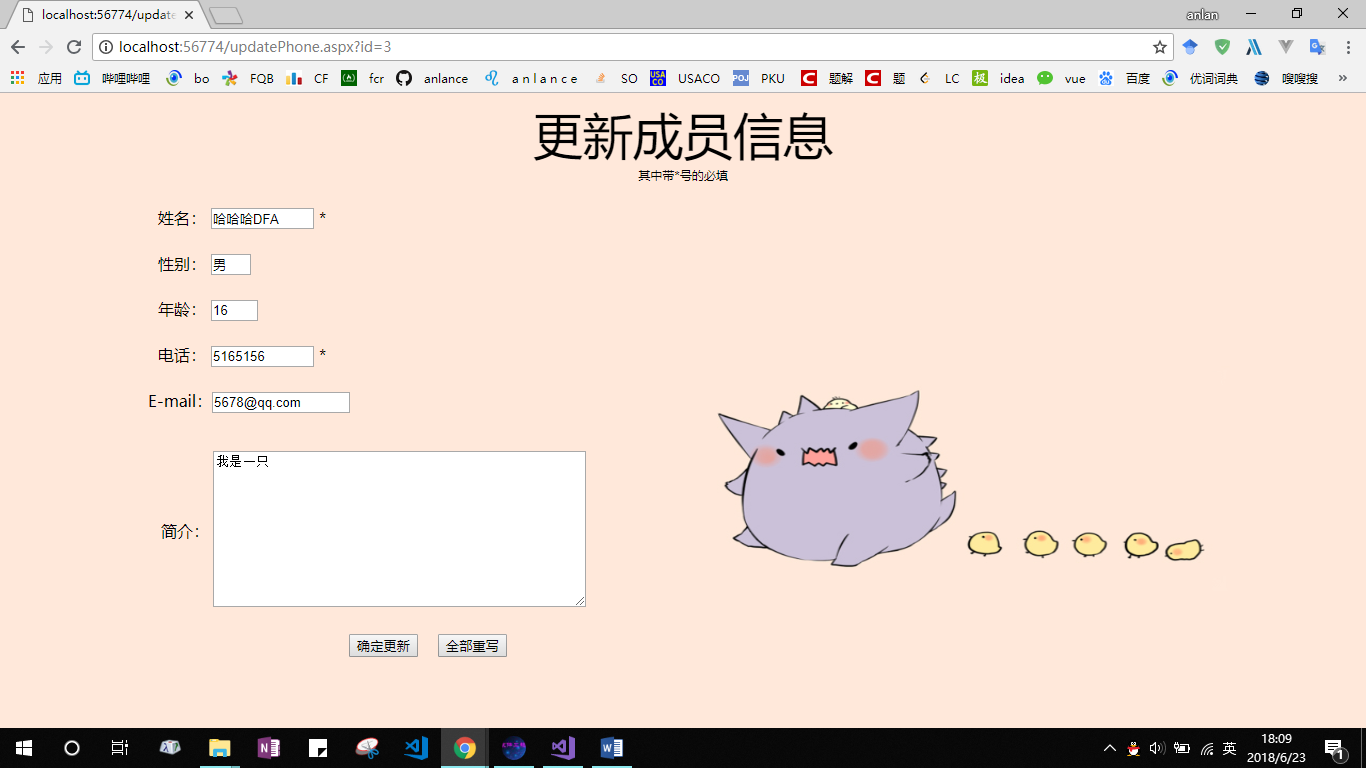 localhost:56774/update
anlan
localhost:56774/updatePhone.aspx?id=3
应用 哔哩哔哩 bo FQB CF fcr anlance a n l a n c e SO USACO PKU 题解 题 LC idea vue 百度 优词词典 嗖嗖搜 »
更新成员信息
其中带*号的必填
姓名： 哈哈哈DFA *
性别： 男
年龄： 16
电话： 5165156 *
E-mail： 5678@qq.com
我是一只
简介：
确定更新 全部重写
英
18:09
2018/6/23
1